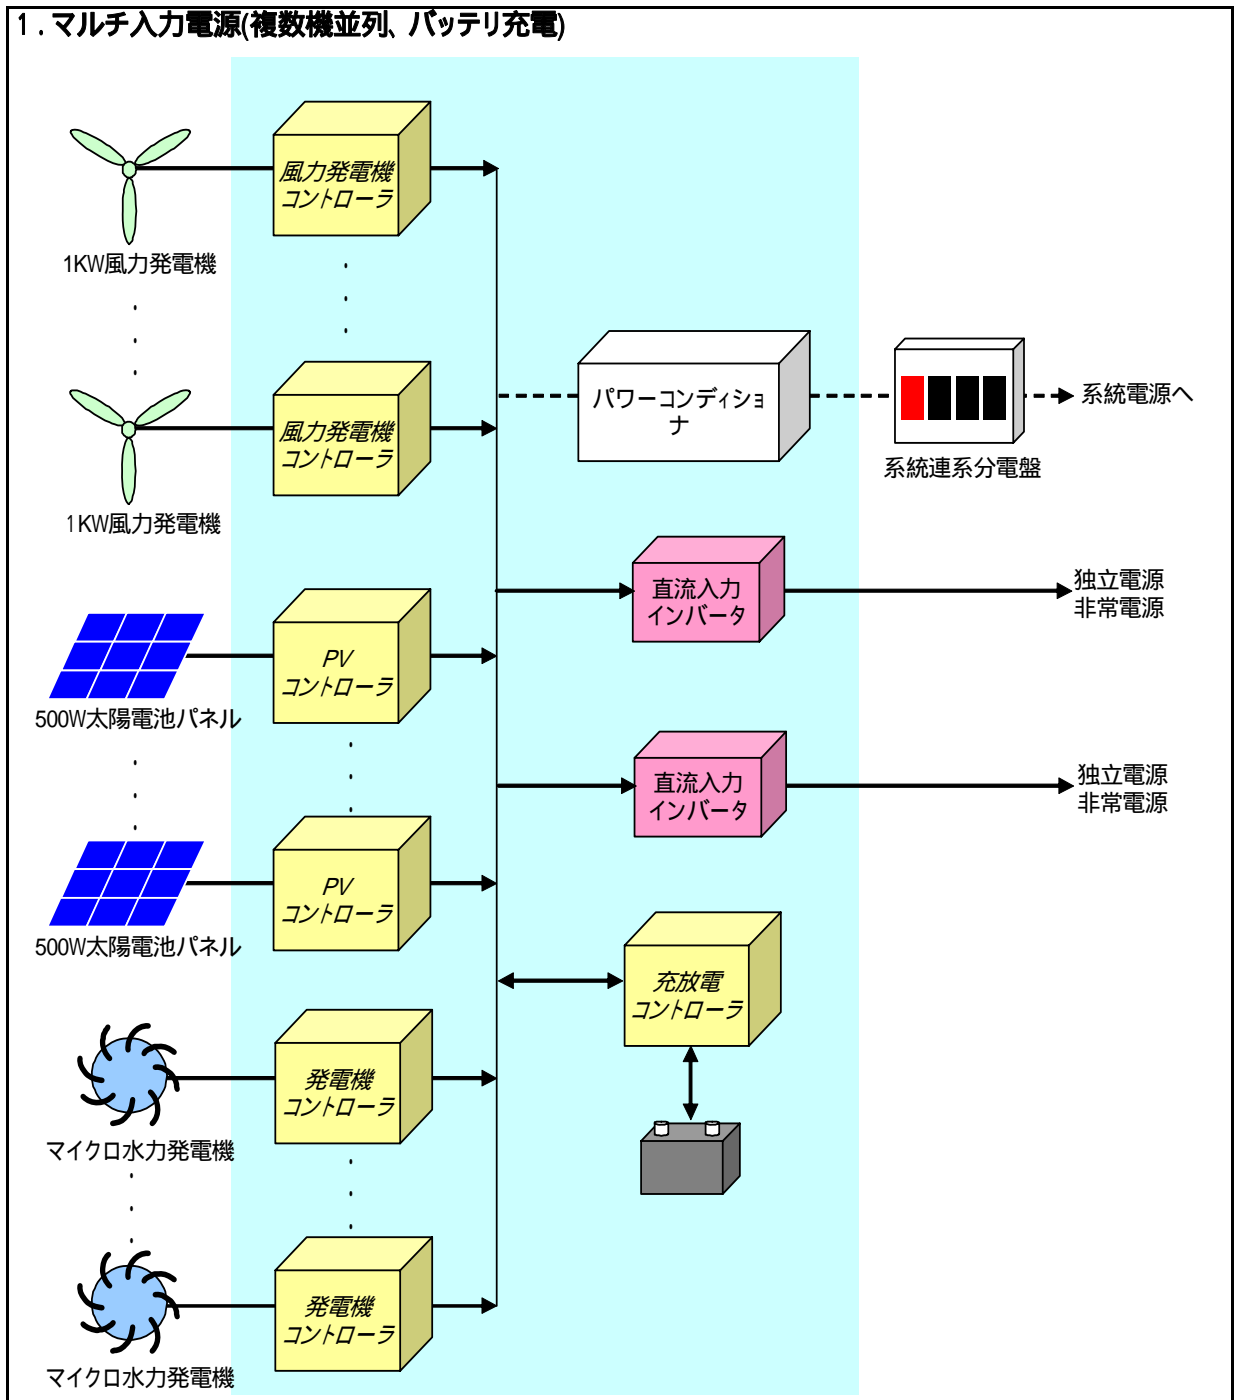 1．マルチ入力電源(複数機並列、バッテリ充電)
風力発電機
コントローラ
1KW風力発電機
風力発電機
コントローラ
1KW風力発電機
パワーコンディショ
ナ
系統電源へ
系統連系分電盤
直流入力
インバータ
独立電源
非常電源
PV
コントローラ
500W太陽電池パネル
直流入力
インバータ
独立電源
非常電源
PV
コントローラ
500W太陽電池パネル
充放電
コントローラ
発電機
コントローラ
マイクロ水力発電機
発電機
コントローラ
マイクロ水力発電機